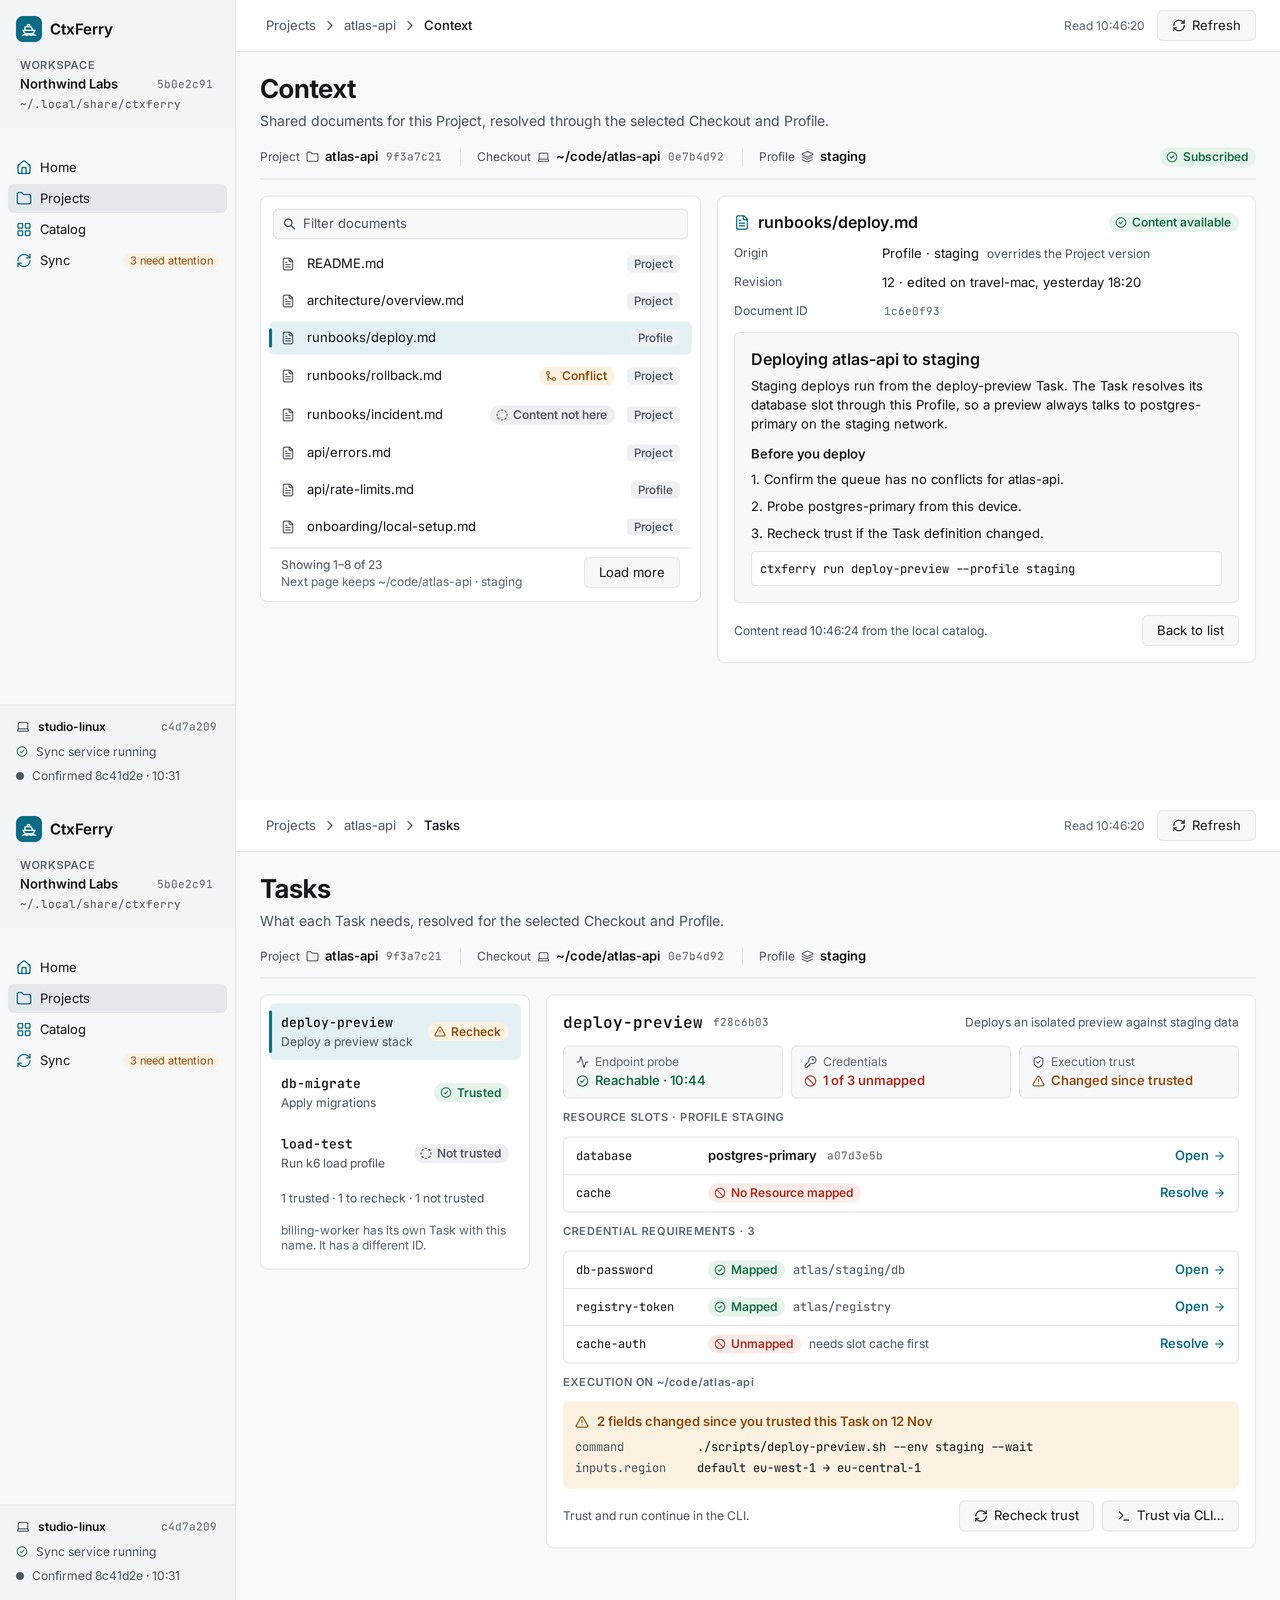 CtxFerry
WORKSPACE
Northwind Labs 5b0e2c91
~/.local/share/ctxferry
Home
Projects
Catalog
Sync 3 need attention
studio-linux c4d7a209
Sync service running
Confirmed 8c41d2e · 10:31
Projects > atlas-api > Context
Read 10:46:20 Refresh
Context
Shared documents for this Project, resolved through the selected Checkout and Profile.
Project atlas-api 9f3a7c21 Checkout ~/code/atlas-api 0e7b4d92 Profile staging Subscribed
Filter documents
README.md Project
architecture/overview.md Project
runbooks/deploy.md Profile
runbooks/rollback.md Conflict Project
runbooks/incident.md Content not here Project
api/errors.md Project
api/rate-limits.md Profile
onboarding/local-setup.md Project
Showing 1–8 of 23
Next page keeps ~/code/atlas-api · staging
Load more
runbooks/deploy.md Content available
Origin Profile · staging overrides the Project version
Revision 12 · edited on travel-mac, yesterday 18:20
Document ID 1c6e0f93
Deploying atlas-api to staging
Staging deploys run from the deploy-preview Task. The Task resolves its
database slot through this Profile, so a preview always talks to postgres-
primary on the staging network.
Before you deploy
1. Confirm the queue has no conflicts for atlas-api.
2. Probe postgres-primary from this device.
3. Recheck trust if the Task definition changed.
ctxferry run deploy-preview --profile staging
Content read 10:46:24 from the local catalog. Back to list
CtxFerry
WORKSPACE
Northwind Labs 5b0e2c91
~/.local/share/ctxferry
Home
Projects
Catalog
Sync 3 need attention
studio-linux c4d7a209
Sync service running
Confirmed 8c41d2e · 10:31
Projects > atlas-api > Tasks
Read 10:46:20 Refresh
Tasks
What each Task needs, resolved for the selected Checkout and Profile.
Project atlas-api 9f3a7c21 Checkout ~/code/atlas-api 0e7b4d92 Profile staging
deploy-preview
Deploy a preview stack
Recheck
db-migrate
Apply migrations
Trusted
load-test
Run k6 load profile
Not trusted
1 trusted · 1 to recheck · 1 not trusted
billing-worker has its own Task with this
name. It has a different ID.
deploy-preview f28c6b03 Deploys an isolated preview against staging data
Endpoint probe
Reachable · 10:44
Credentials
1 of 3 unmapped
Execution trust
Changed since trusted
RESOURCE SLOTS · PROFILE STAGING
database postgres-primary a07d3e5b Open →
cache No Resource mapped Resolve →
CREDENTIAL REQUIREMENTS · 3
db-password Mapped atlas/staging/db Open →
registry-token Mapped atlas/registry Open →
cache-auth Unmapped needs slot cache first Resolve →
EXECUTION ON ~/code/atlas-api
2 fields changed since you trusted this Task on 12 Nov
command ./scripts/deploy-preview.sh --env staging --wait
inputs.region default eu-west-1 → eu-central-1
Trust and run continue in the CLI. Recheck trust Trust via CLI...